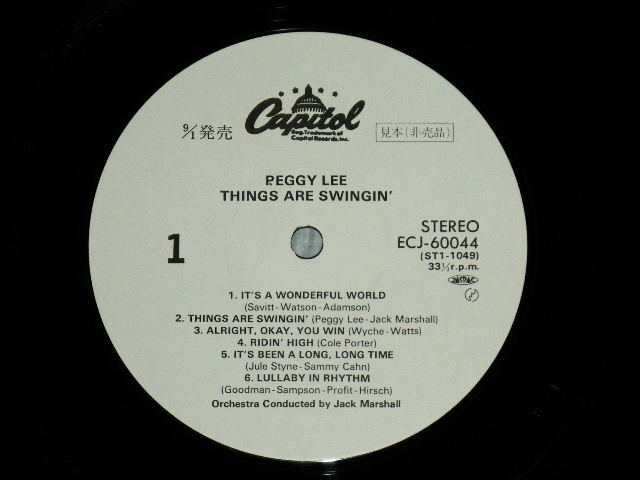 Capitol
Reg. Trademark of
Capitol Records, Inc.
9/1発売
見本(非売品)
PEGGY LEE
THINGS ARE SWINGIN'
1
STEREO
ECJ-60044
(ST1-1049)
33⅓r.p.m.
JASRAC
1. IT'S A WONDERFUL WORLD
(Savitt-Watson-Adamson)
2. THINGS ARE SWINGIN' (Peggy Lee-Jack Marshall)
3. ALRIGHT, OKAY, YOU WIN (Wyche-Watts)
4. RIDIN' HIGH (Cole Porter)
5. IT'S BEEN A LONG, LONG TIME
(Jule Styne-Sammy Cahn)
6. LULLABY IN RHYTHM
(Goodman-Sampson-Profit-Hirsch)
Orchestra Conducted by Jack Marshall